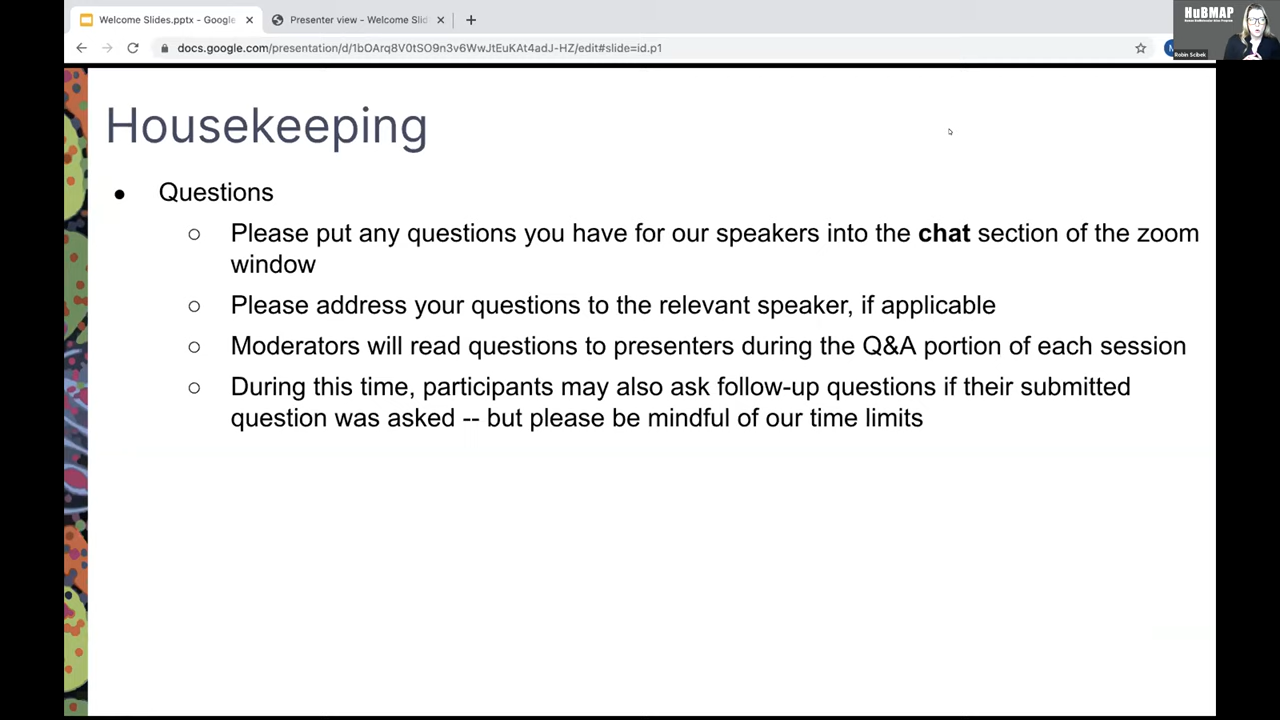 Welcome Slides.pptx - Google
Presenter view - Welcome Slid
docs.google.com/presentation/d/1bOArq8V0tSO9n3v6WwJtEuKAt4adJ-HZ/edit#slide=id.p1
HuBMAP
Robin Scibek
Housekeeping
Questions
Please put any questions you have for our speakers into the chat section of the zoom
window
Please address your questions to the relevant speaker, if applicable
Moderators will read questions to presenters during the Q&A portion of each session
During this time, participants may also ask follow-up questions if their submitted
question was asked -- but please be mindful of our time limits